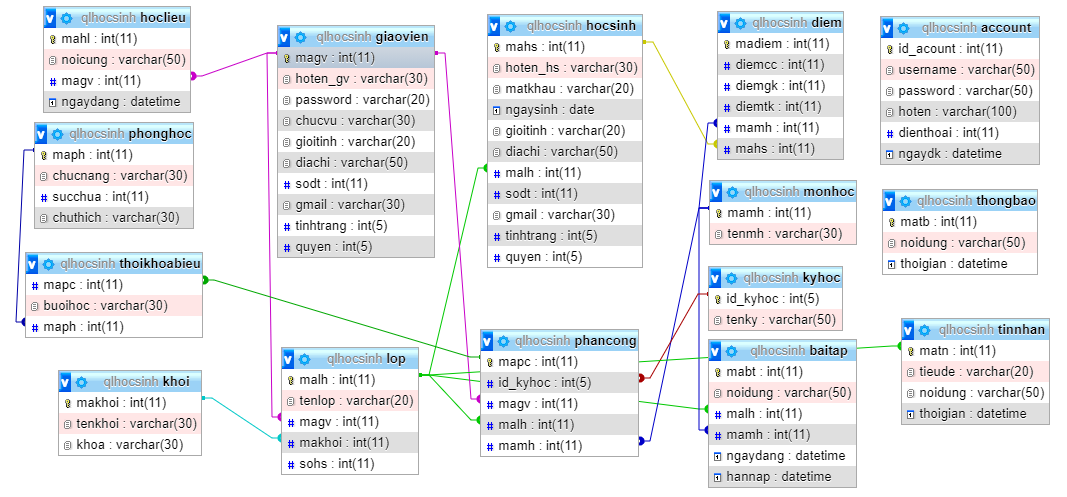 qlhocsinh hoclieu
mahl : int(11)
noicung : varchar(50)
magv : int(11)
ngaydang : datetime
qlhocsinh phonghoc
maph : int(11)
chucnang : varchar(30)
succhua : int(11)
chuthich : varchar(30)
qlhocsinh thoikhoabieu
mapc : int(11)
buoihoc : varchar(30)
maph : int(11)
qlhocsinh khoi
makhoi : int(11)
tenkhoi : varchar(30)
khoa : varchar(30)
qlhocsinh giaovien
magv : int(11)
hoten_gv : varchar(30)
password : varchar(20)
chucvu : varchar(30)
gioitinh : varchar(20)
diachi : varchar(50)
sodt : int(11)
gmail : varchar(30)
tinhtrang : int(5)
quyen : int(5)
qlhocsinh lop
malh : int(11)
tenlop : varchar(20)
magv : int(11)
makhoi : int(11)
sohs : int(11)
qlhocsinh hocsinh
mahs : int(11)
hoten_hs : varchar(30)
matkhau : varchar(20)
ngaysinh : date
gioitinh : varchar(20)
diachi : varchar(50)
malh : int(11)
sodt : int(11)
gmail : varchar(30)
tinhtrang : int(5)
quyen : int(5)
qlhocsinh phancong
mapc : int(11)
id_kyhoc : int(5)
magv : int(11)
malh : int(11)
mamh : int(11)
qlhocsinh diem
madiem : int(11)
diemcc : int(11)
diemgk : int(11)
diemtk : int(11)
mamh : int(11)
mahs : int(11)
qlhocsinh monhoc
mamh : int(11)
tenmh : varchar(30)
qlhocsinh kyhoc
id_kyhoc : int(5)
tenky : varchar(50)
qlhocsinh baitap
mabt : int(11)
noidung : varchar(50)
malh : int(11)
mamh : int(11)
ngaydang : datetime
hannap : datetime
qlhocsinh account
id_acount : int(11)
username : varchar(50)
password : varchar(50)
hoten : varchar(100)
dienthoai : int(11)
ngaydk : datetime
qlhocsinh thongbao
matb : int(11)
noidung : varchar(50)
thoigian : datetime
qlhocsinh tinnhan
matn : int(11)
tieude : varchar(20)
noidung : varchar(50)
thoigian : datetime